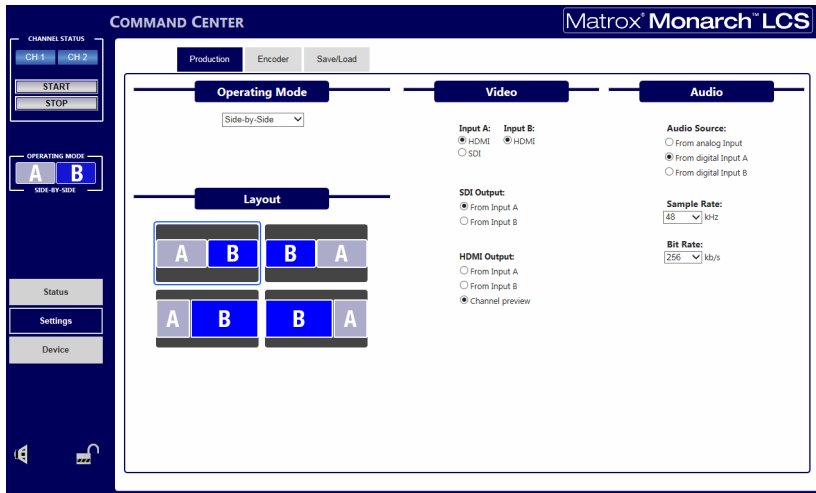 COMMAND CENTER
Matrox® Monarch™ LCS
CHANNEL STATUS
CH 1 CH 2
START
STOP
OPERATING MODE
A B
SIDE-BY-SIDE
Status
Settings
Device
Production Encoder Save/Load
Operating Mode
Side-by-Side
Layout
A B B A
A B B A
Video
Input A: Input B:
HDMI HDMI
SDI
SDI Output:
From Input A
From Input B
HDMI Output:
From Input A
From Input B
Channel preview
Audio
Audio Source:
From analog Input
From digital Input A
From digital Input B
Sample Rate:
48 kHz
Bit Rate:
256 kb/s